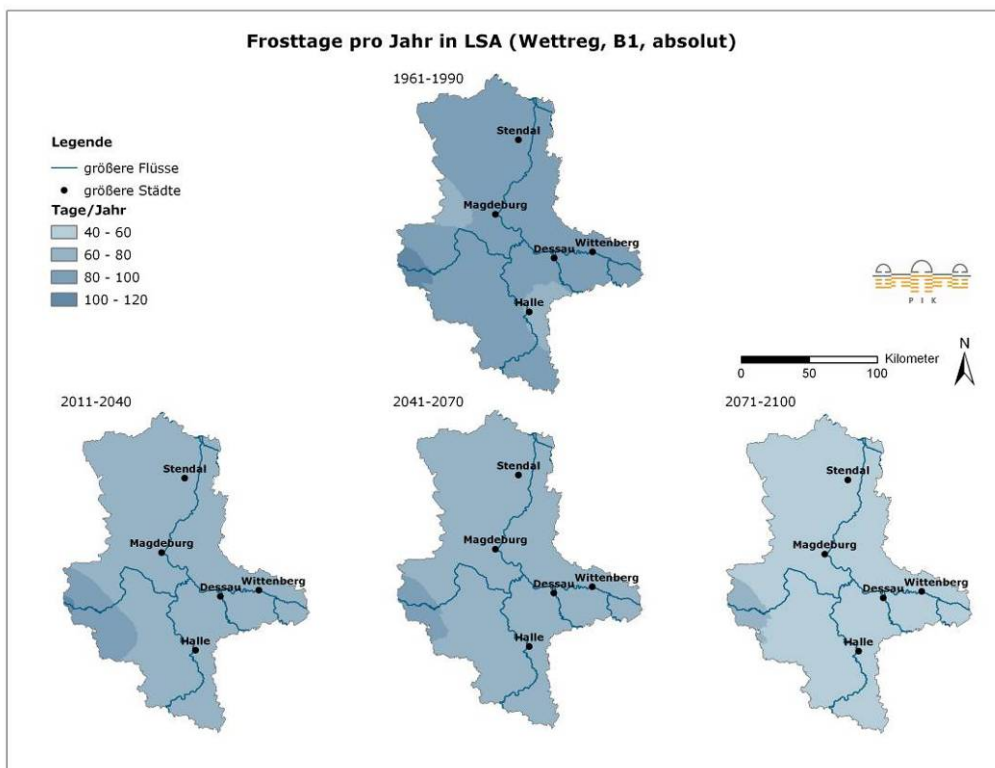 Frosttage pro Jahr in LSA (Wettreg, B1, absolut)
1961-1990
Legende
größere Flüsse
größere Städte
Tage/Jahr
40 - 60
60 - 80
80 - 100
100 - 120
Stendal
Magdeburg
Dessau
Wittenberg
Halle
P I K
N
Kilometer
0 50 100
2011-2040
Stendal
Magdeburg
Dessau
Wittenberg
Halle
2041-2070
Stendal
Magdeburg
Dessau
Wittenberg
Halle
2071-2100
Stendal
Magdeburg
Dessau
Wittenberg
Halle